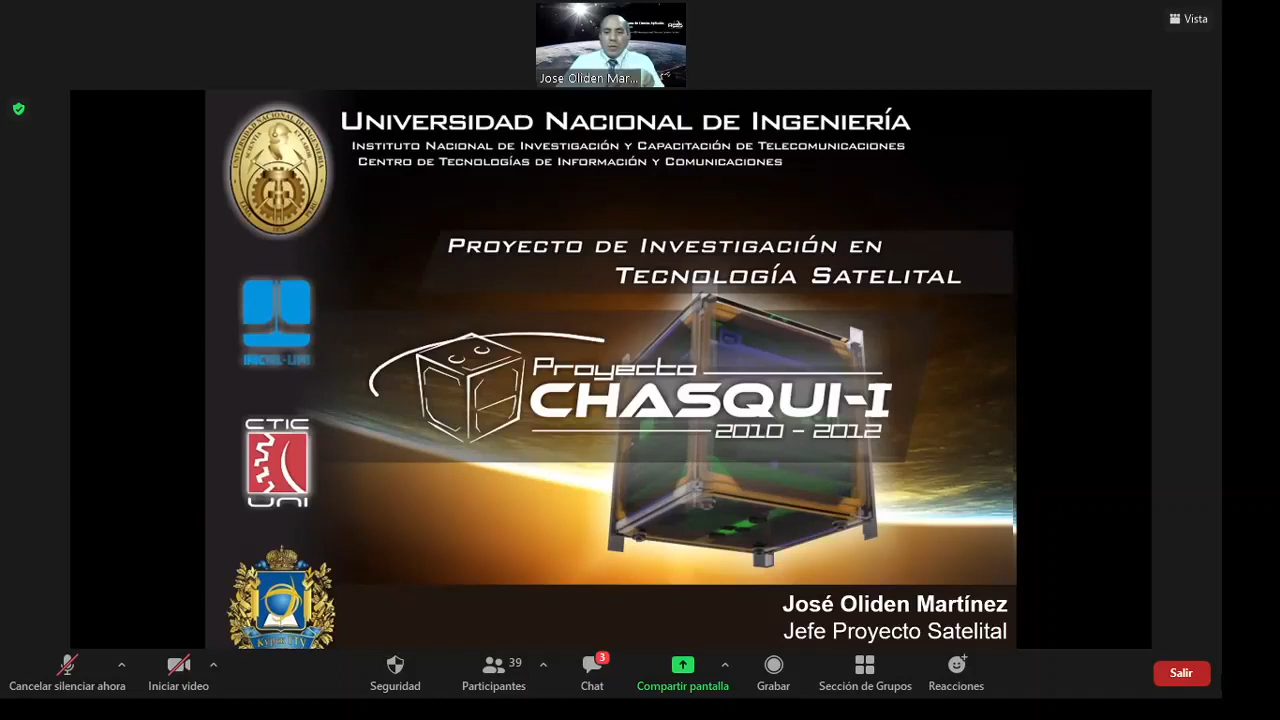 Vista
Jose Oliden Mar...
UNIVERSIDAD NACIONAL DE INGENIERÍA
INSTITUTO NACIONAL DE INVESTIGACIÓN Y CAPACITACIÓN DE TELECOMUNICACIONES
CENTRO DE TECNOLOGÍAS DE INFORMACIÓN Y COMUNICACIONES
PROYECTO DE INVESTIGACIÓN EN
TECNOLOGÍA SATELITAL
INICTEL-UNI
Proyecto
CHASQUI-I
2010 - 2012
CTIC
UNI
José Oliden Martínez
Jefe Proyecto Satelital
Cancelar silenciar ahora
Iniciar video
Seguridad
39
Participantes
3
Chat
Compartir pantalla
Grabar
Sección de Grupos
Reacciones
Salir